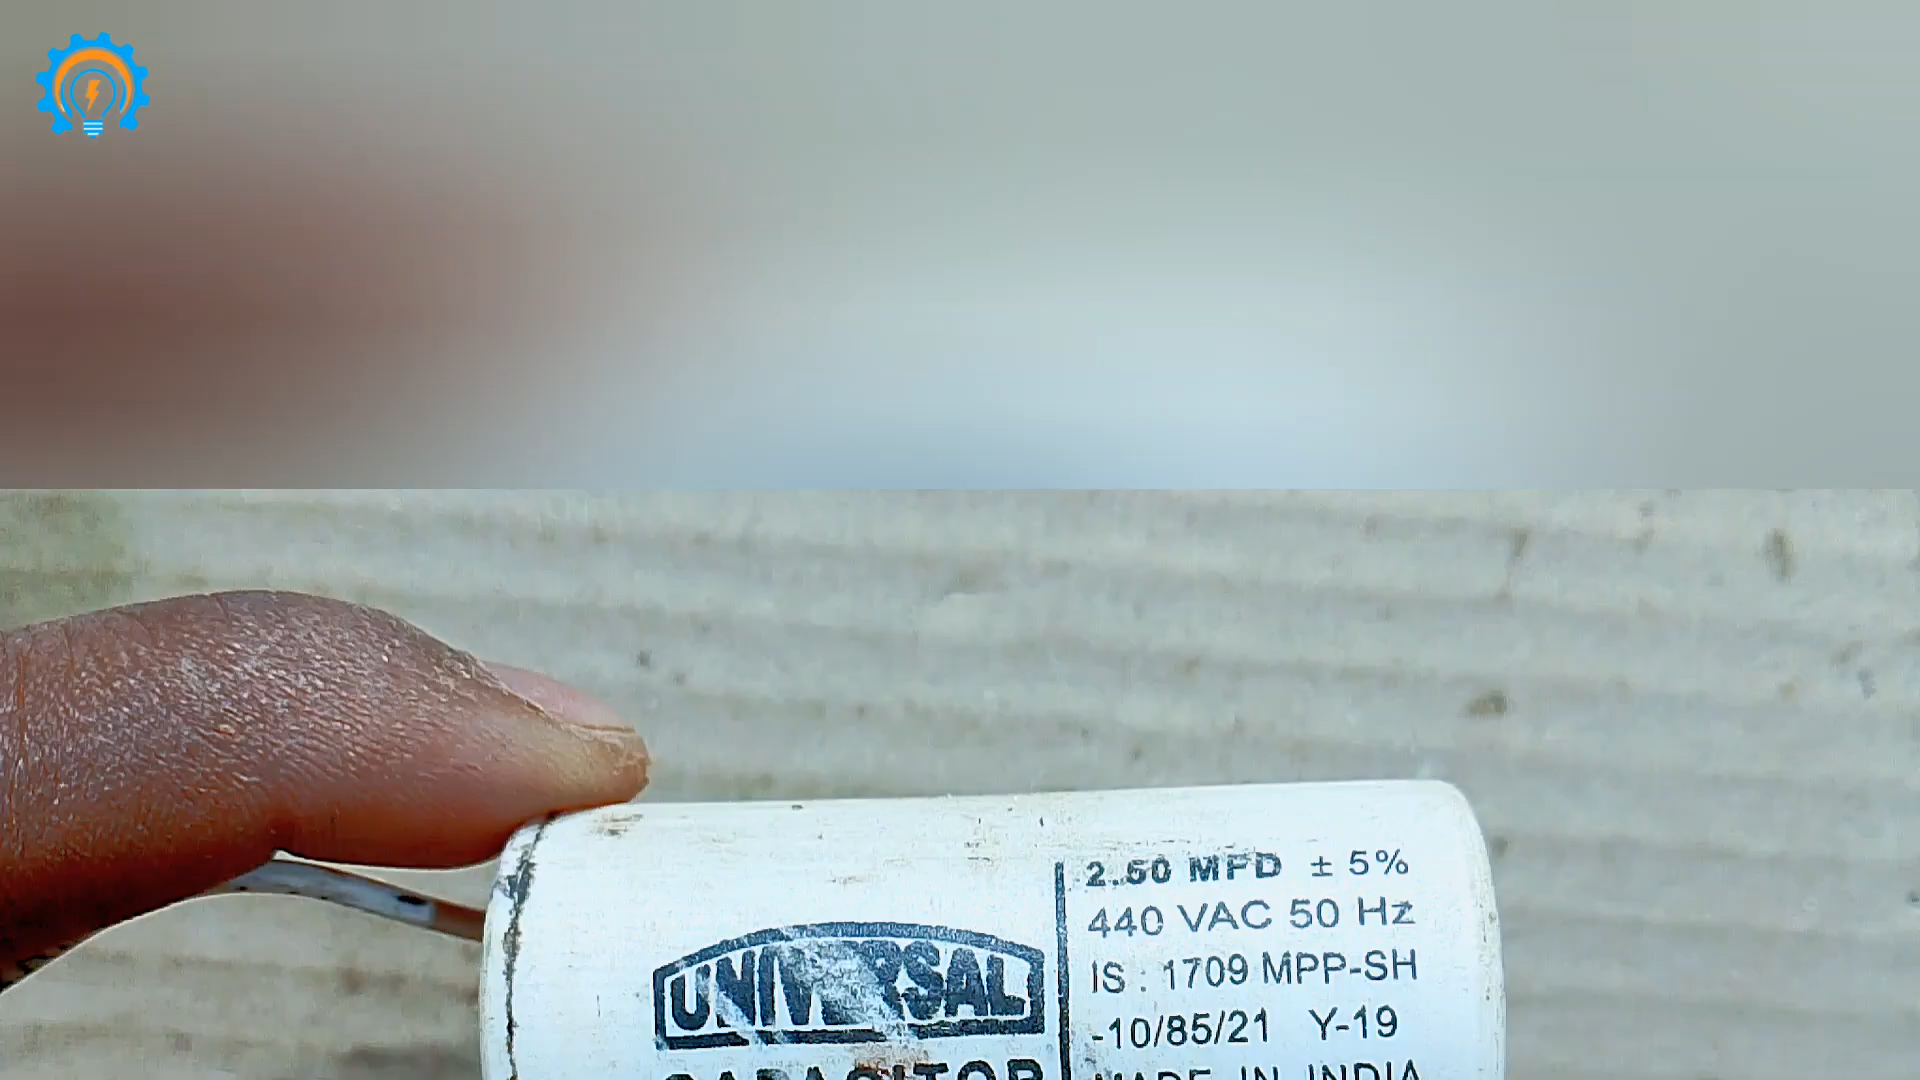 2.50 MFD ± 5%
440 VAC 50 Hz
IS : 1709 MPP-SH
-10/85/21 Y-19
MADE IN INDIA
UNIVERSAL
CAPACITOR